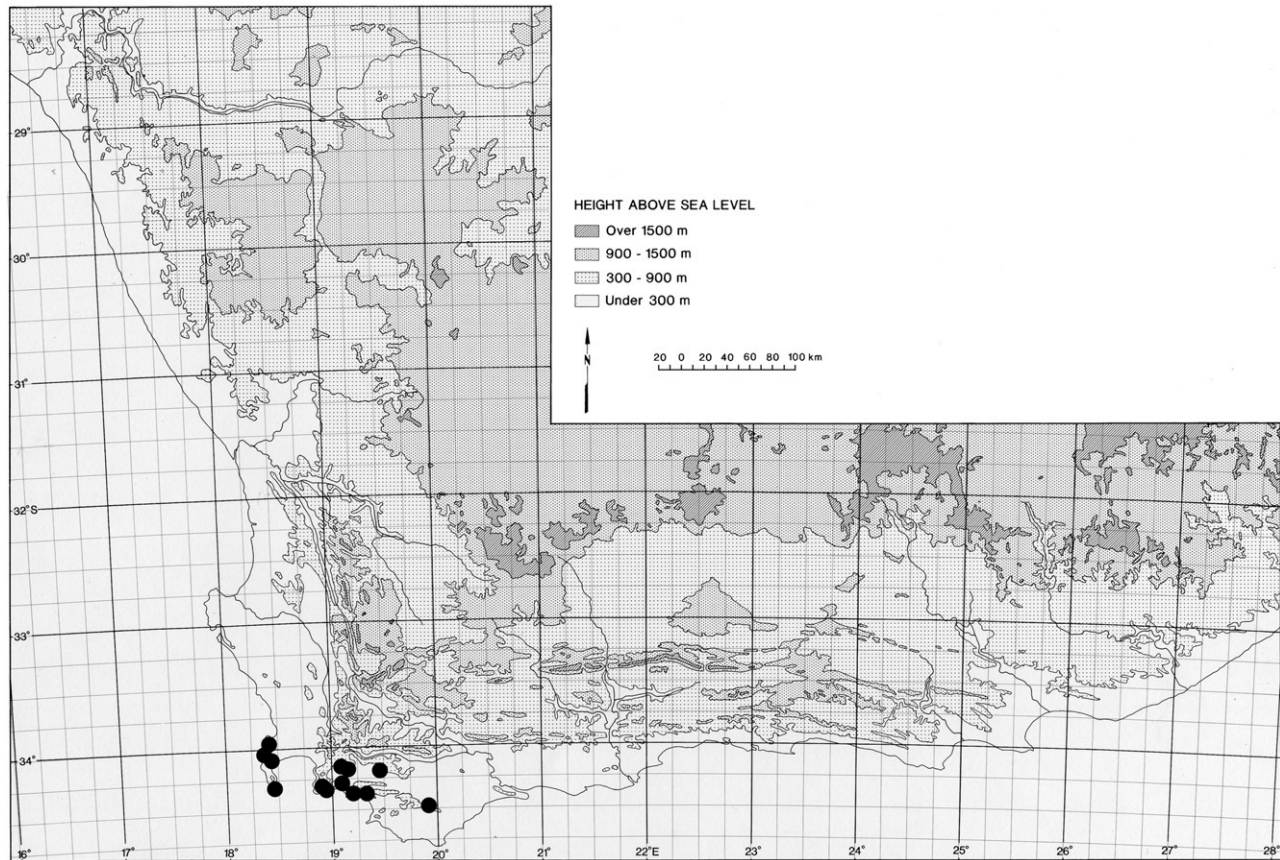 HEIGHT ABOVE SEA LEVEL
Over 1500 m
900 - 1500 m
300 - 900 m
Under 300 m
N
20 0 20 40 60 80 100 km
29°
30°
31°
32°S
33°
34°
16° 17° 18° 19° 20° 21° 22°E 23° 24° 25° 26° 27° 28°